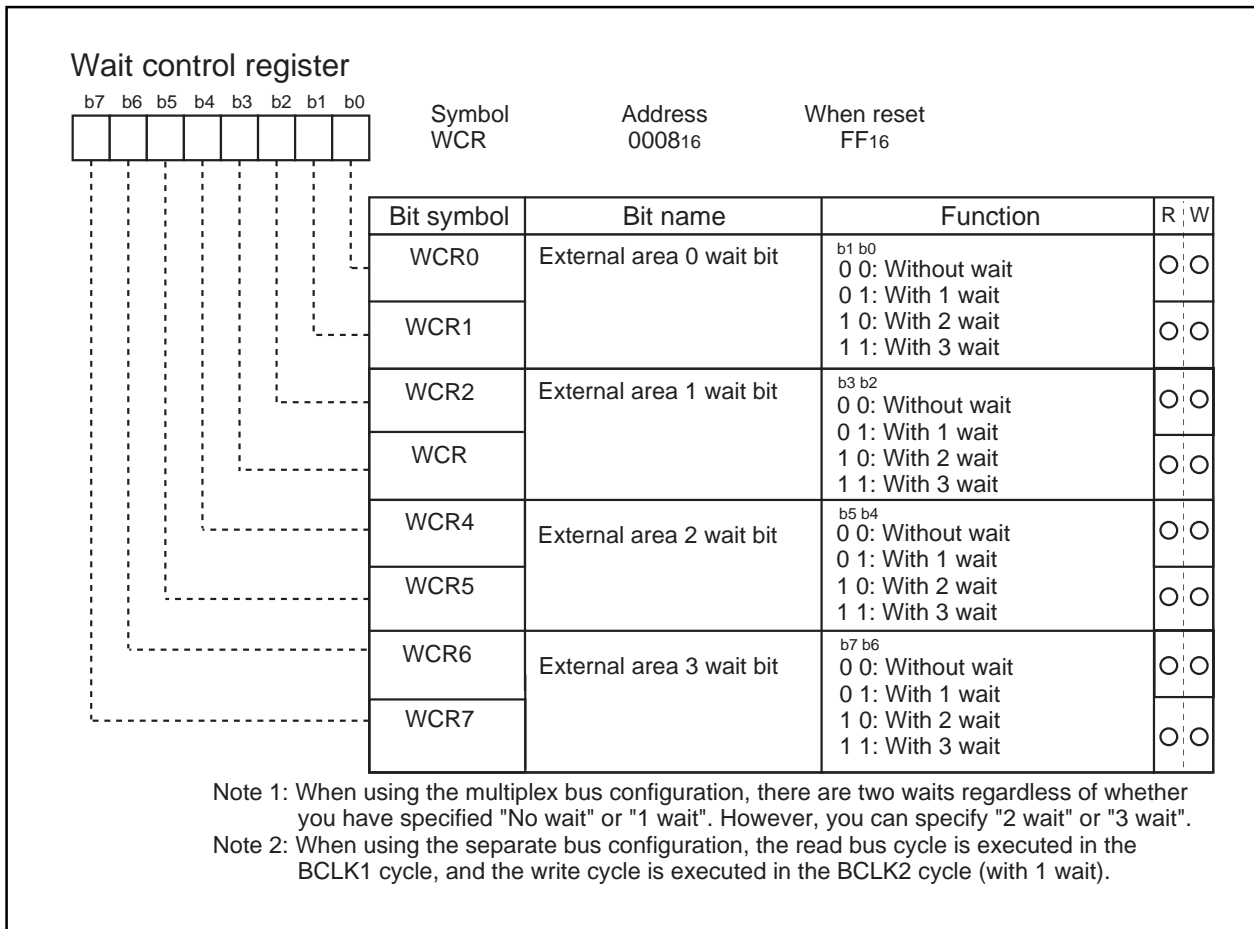 Wait control register
b7 b6 b5 b4 b3 b2 b1 b0
Symbol Address When reset
WCR 000816 FF16
Bit symbol Bit name Function R W
WCR0 External area 0 wait bit b1 b0
0 0: Without wait
0 1: With 1 wait
WCR1 1 0: With 2 wait
1 1: With 3 wait
WCR2 External area 1 wait bit b3 b2
0 0: Without wait
0 1: With 1 wait
WCR 1 0: With 2 wait
1 1: With 3 wait
WCR4 External area 2 wait bit b5 b4
0 0: Without wait
0 1: With 1 wait
WCR5 1 0: With 2 wait
1 1: With 3 wait
WCR6 External area 3 wait bit b7 b6
0 0: Without wait
0 1: With 1 wait
WCR7 1 0: With 2 wait
1 1: With 3 wait
Note 1: When using the multiplex bus configuration, there are two waits regardless of whether
you have specified "No wait" or "1 wait". However, you can specify "2 wait" or "3 wait".
Note 2: When using the separate bus configuration, the read bus cycle is executed in the
BCLK1 cycle, and the write cycle is executed in the BCLK2 cycle (with 1 wait).